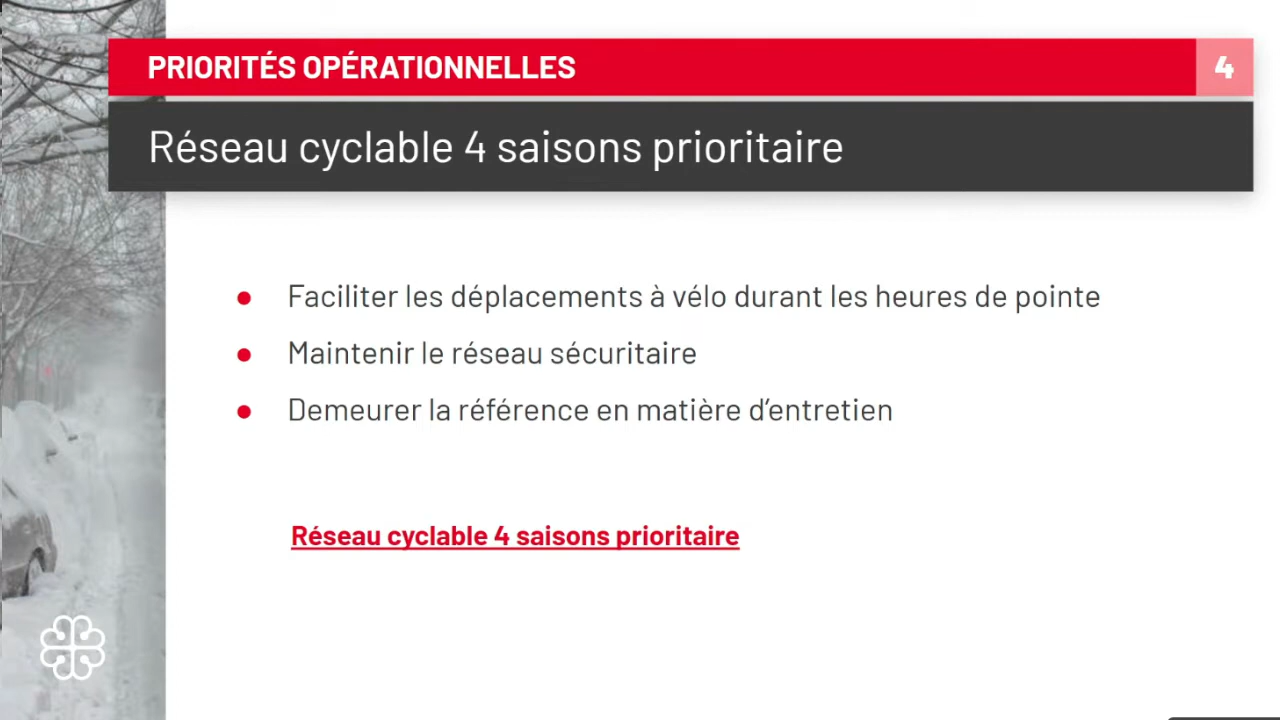 PRIORITÉS OPÉRATIONNELLES
4
Réseau cyclable 4 saisons prioritaire
● Faciliter les déplacements à vélo durant les heures de pointe
● Maintenir le réseau sécuritaire
● Demeurer la référence en matière d’entretien
Réseau cyclable 4 saisons prioritaire